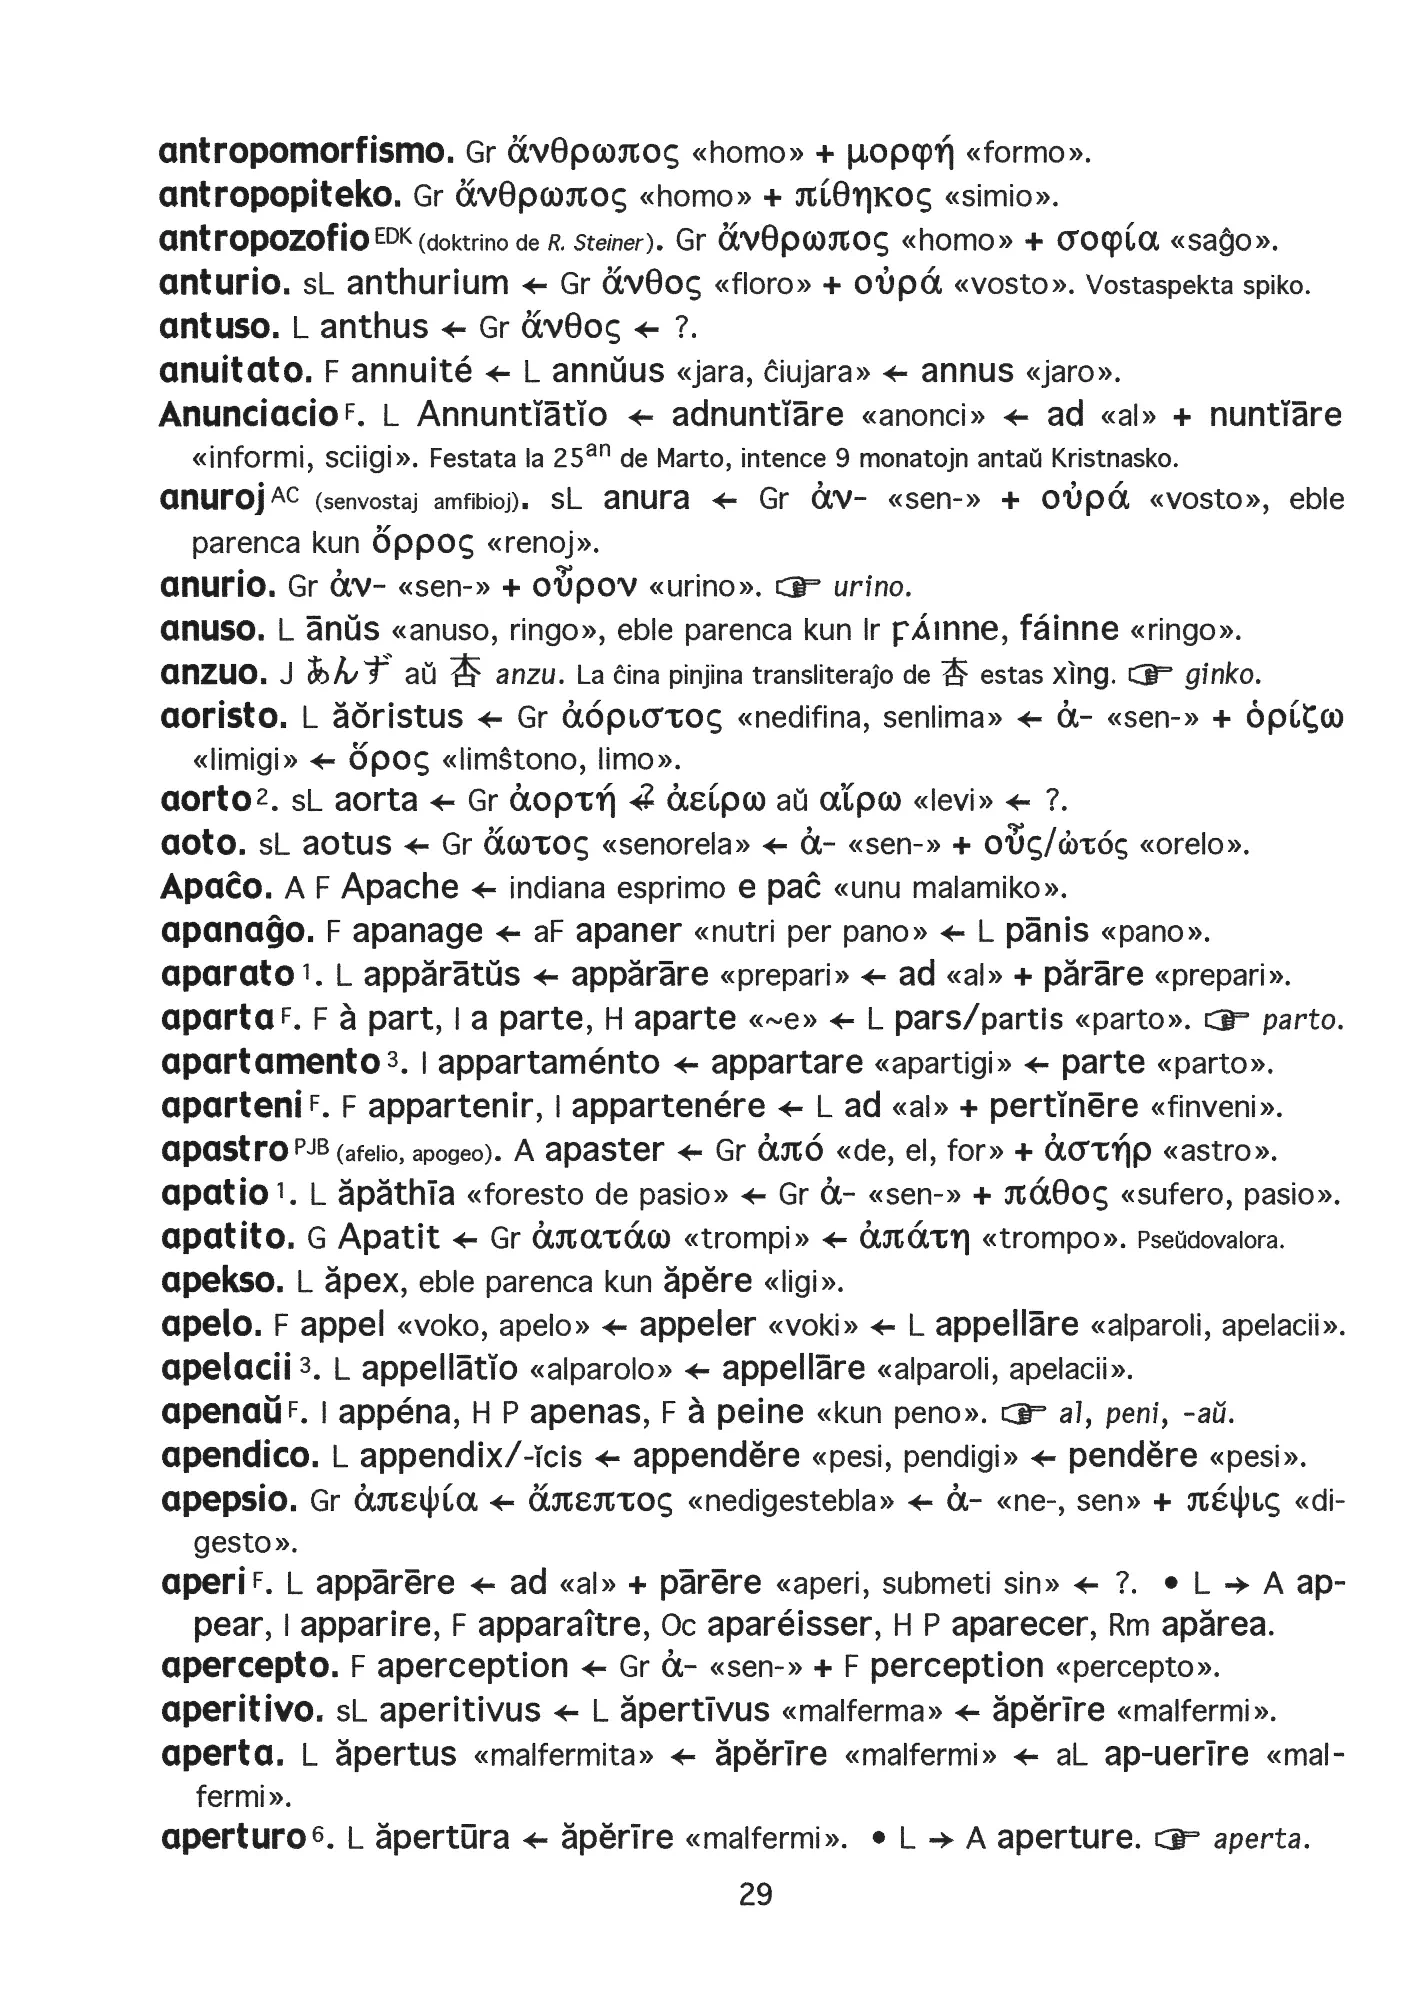 antropomorfismo. Gr ἄνθρωπος «homo» + μορφή «formo».
antropopiteko. Gr ἄνθρωπος «homo» + πίθηκος «simio».
antropozofio EDK (doktrino de R. Steiner). Gr ἄνθρωπος «homo» + σοφία «saĝo».
anturio. sL anthurium ← Gr ἄνθος «floro» + οὐρά «vosto». Vostaspekta spiko.
antuso. L anthus ← Gr ἄνθος ← ?.
anuitato. F annuité ← L annŭus «jara, ĉiujara» ← annus «jaro».
Anunciacio F. L Annuntĭātĭo ← adnuntĭāre «anonci» ← ad «al» + nuntĭāre
«informi, sciigi». Festata la 25an de Marto, intence 9 monatojn antaŭ Kristnasko.
anuroj AC (senvostaj amfibioj). sL anura ← Gr ἀν- «sen-» + οὐρά «vosto», eble
parenca kun ὄρρος «renoj».
anurio. Gr ἀν- «sen-» + οὖρον «urino». ☞ urino.
anuso. L ānŭs «anuso, ringo», eble parenca kun Ir ꝼáınne, fáinne «ringo».
anzuo. J あんず aŭ 杏 anzu. La ĉina pinjina transliteraĵo de 杏 estas xìng. ☞ ginko.
aoristo. L ăŏristus ← Gr ἀόριστος «nedifina, senlima» ← ἀ- «sen-» + ὁρίζω
«limigi» ← ὅρος «limŝtono, limo».
aorto 2. sL aorta ← Gr ἀορτή ←? ἀείρω aŭ αἴρω «levi» ← ?.
aoto. sL aotus ← Gr ἄωτος «senorela» ← ἀ- «sen-» + οὖς/ὠτός «orelo».
Apaĉo. A F Apache ← indiana esprimo e paĉ «unu malamiko».
apanaĝo. F apanage ← aF apaner «nutri per pano» ← L pānis «pano».
aparato 1. L appărātŭs ← appărāre «prepari» ← ad «al» + părāre «prepari».
aparta F. F à part, I a parte, H aparte «~e» ← L pars/partis «parto». ☞ parto.
apartamento 3. I appartaménto ← appartare «apartigi» ← parte «parto».
aparteni F. F appartenir, I appartenére ← L ad «al» + pertĭnēre «finveni».
apastro PJB (afelio, apogeo). A apaster ← Gr ἀπό «de, el, for» + ἀστήρ «astro».
apatio 1. L ăpăthīa «foresto de pasio» ← Gr ἀ- «sen-» + πάθος «sufero, pasio».
apatito. G Apatit ← Gr ἀπατάω «trompi» ← ἀπάτη «trompo». Pseŭdovalora.
apekso. L ăpex, eble parenca kun ăpĕre «ligi».
apelo. F appel «voko, apelo» ← appeler «voki» ← L appellāre «alparoli, apelacii».
apelacii 3. L appellātĭo «alparolo» ← appellāre «alparoli, apelacii».
apenaŭ F. I appéna, H P apenas, F à peine «kun peno». ☞ al, peni, -aŭ.
apendico. L appendix/-ĭcis ← appendĕre «pesi, pendigi» ← pendĕre «pesi».
apepsio. Gr ἀπεψία ← ἄπεπτος «nedigestebla» ← ἀ- «ne-, sen» + πέψις «di-
gesto».
aperi F. L appārēre ← ad «al» + pārēre «aperi, submeti sin» ← ?. • L → A ap-
pear, I apparire, F apparaître, Oc aparéisser, H P aparecer, Rm apărea.
apercepto. F aperception ← Gr ἀ- «sen-» + F perception «percepto».
aperitivo. sL aperitivus ← L ăpertīvus «malferma» ← ăpĕrīre «malfermi».
aperta. L ăpertus «malfermita» ← ăpĕrīre «malfermi» ← aL ap-uerīre «mal-
fermi».
aperturo 6. L ăpertūra ← ăpĕrīre «malfermi». • L → A aperture. ☞ aperta.
29